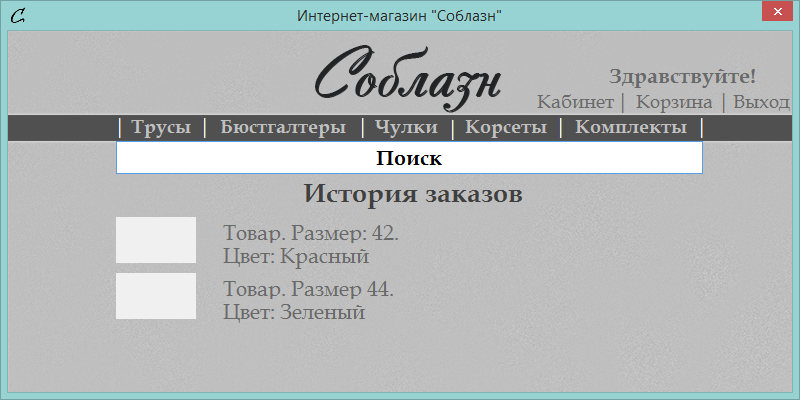 С Интернет-магазин "Соблазн"
Соблазн
Здравствуйте!
Кабинет | Корзина | Выход
| Трусы | Бюстгалтеры | Чулки | Корсеты | Комплекты |
Поиск
История заказов
Товар. Размер: 42.
Цвет: Красный
Товар. Размер 44.
Цвет: Зеленый